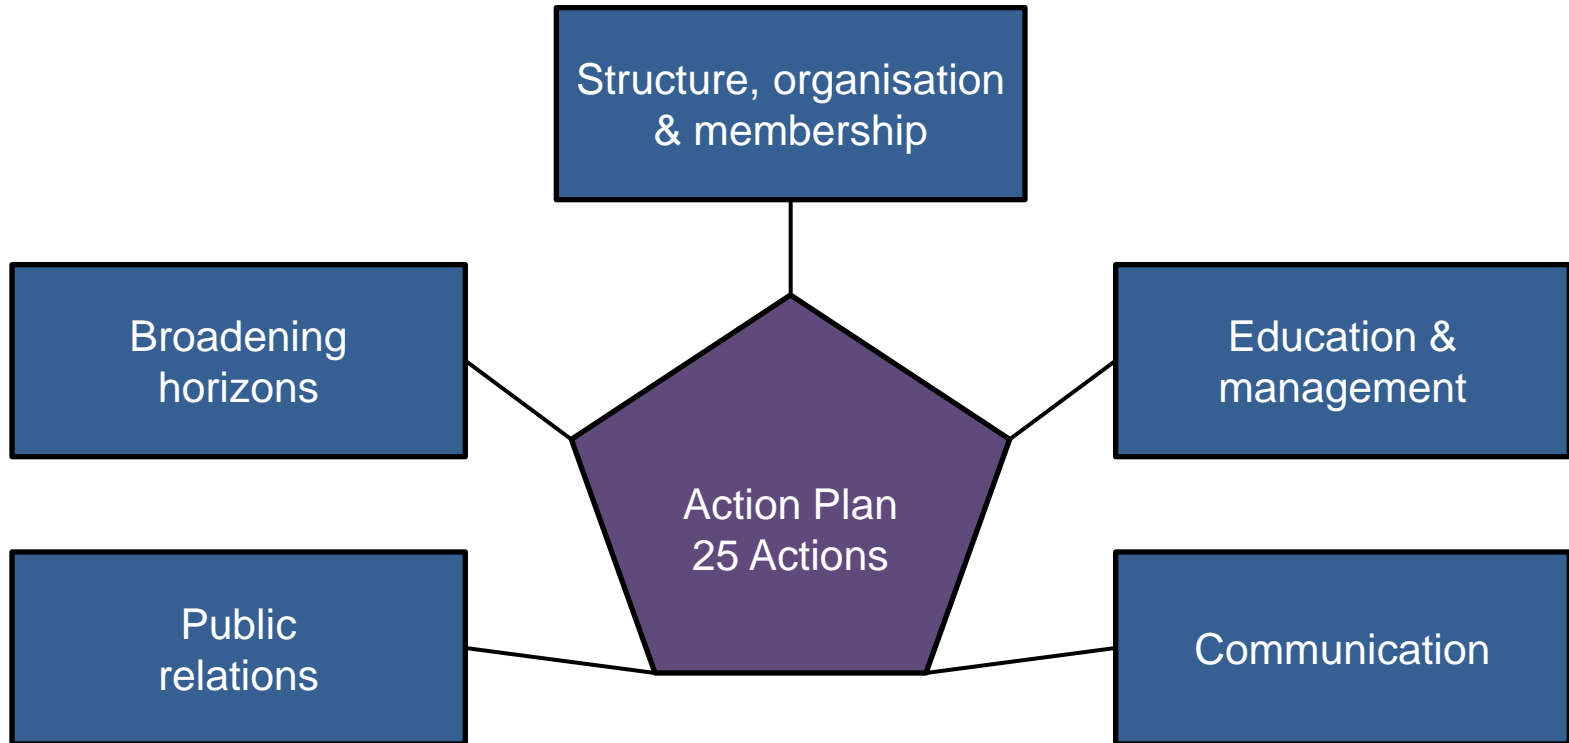 Structure, organisation
& membership
Broadening
horizons
Education &
management
Action Plan
25 Actions
Public
relations
Communication